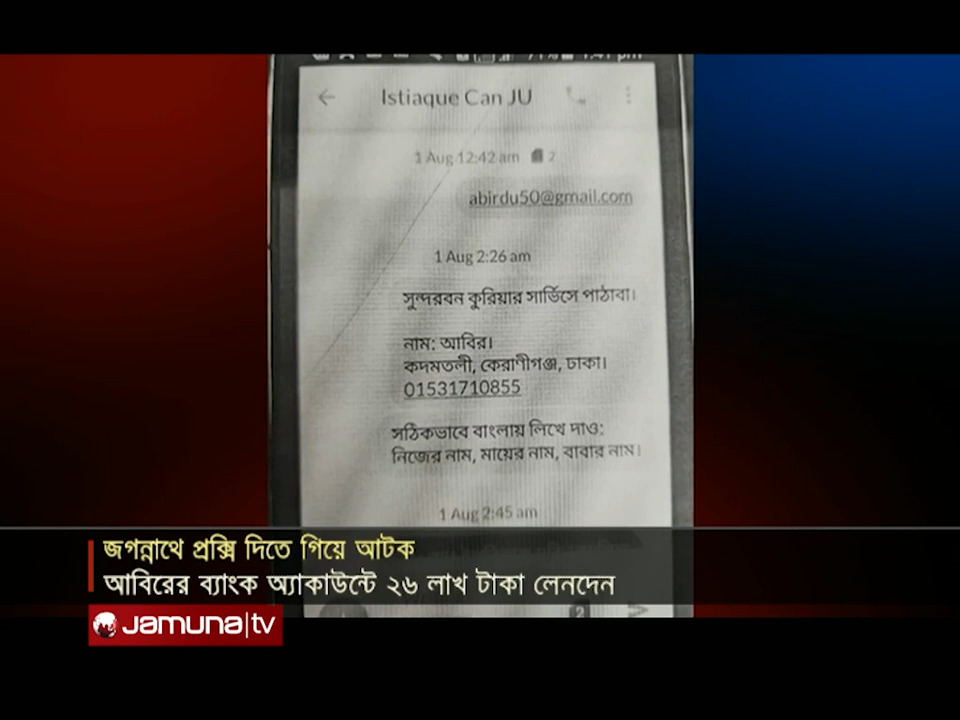 Istiaque Can JU
1 Aug 12:42 am 2
abirdu50@gmail.com
1 Aug 2:26 am
সুন্দরবন কুরিয়ার সার্ভিসে পাঠাবা।
নাম: আবির।
কদমতলী, কেরাণীগঞ্জ, ঢাকা।
01531710855
সঠিকভাবে বাংলায় লিখে দাও:
নিজের নাম, মায়ের নাম, বাবার নাম।
1 Aug 2:45 am
জগন্নাথে প্রক্সি দিতে গিয়ে আটক
আবিরের ব্যাংক অ্যাকাউন্টে ২৬ লাখ টাকা লেনদেন
Jamuna|tv